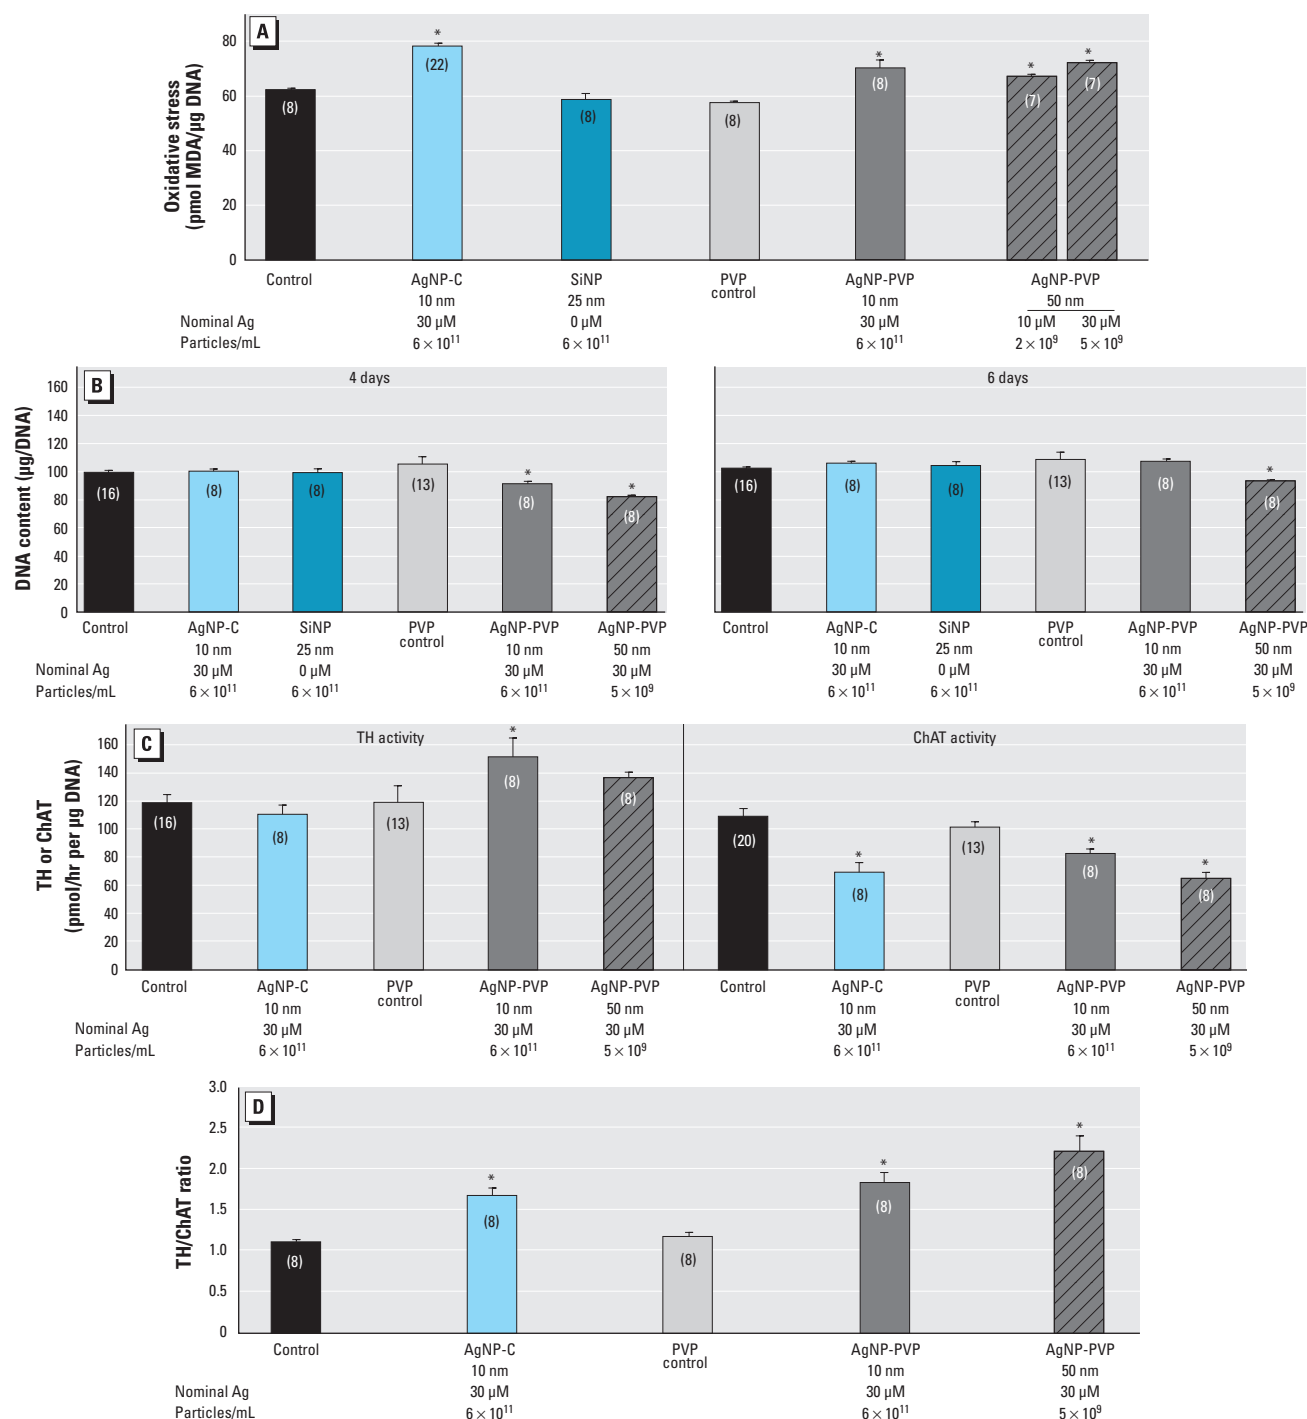 A
Oxidative stress
(pmol MDA/µg DNA)
80
60
40
20
0
(8)
*
(22)
(8)
(8)
*
(8)
*
(7)
*
(7)
Control AgNP-C SiNP PVP AgNP-PVP AgNP-PVP
control
10 nm 25 nm 10 nm 50 nm
Nominal Ag 30 µM 0 µM 30 µM 10 µM 30 µM
Particles/mL 6 × 10¹¹ 6 × 10¹¹ 6 × 10¹¹ 2 × 10⁹ 5 × 10⁹
B
4 days
DNA content (µg/DNA)
160
140
120
100
80
60
40
20
0
(16)
(8)
(8)
(13)
*
(8)
*
(8)
Control AgNP-C SiNP PVP AgNP-PVP AgNP-PVP
control
10 nm 25 nm 10 nm 50 nm
Nominal Ag 30 µM 0 µM 30 µM 30 µM
Particles/mL 6 × 10¹¹ 6 × 10¹¹ 6 × 10¹¹ 5 × 10⁹
6 days
(16)
(8)
(8)
(13)
(8)
*
(8)
Control AgNP-C SiNP PVP AgNP-PVP AgNP-PVP
control
10 nm 25 nm 10 nm 50 nm
30 µM 0 µM 30 µM 30 µM
6 × 10¹¹ 6 × 10¹¹ 6 × 10¹¹ 5 × 10⁹
C
TH activity
TH or ChAT
(pmol/hr per µg DNA)
160
140
120
100
80
60
40
20
0
(16)
(8)
(13)
*
(8)
(8)
ChAT activity
(20)
*
(8)
(13)
*
(8)
*
(8)
Control AgNP-C PVP AgNP-PVP AgNP-PVP Control AgNP-C PVP AgNP-PVP AgNP-PVP
control control
10 nm 10 nm 50 nm 10 nm 10 nm 50 nm
Nominal Ag 30 µM 30 µM 30 µM 30 µM 30 µM 30 µM
Particles/mL 6 × 10¹¹ 6 × 10¹¹ 5 × 10⁹ 6 × 10¹¹ 6 × 10¹¹ 5 × 10⁹
D
TH/ChAT ratio
3.0
2.5
2.0
1.5
1.0
0.5
0
(8)
*
(8)
(8)
*
(8)
*
(8)
Control AgNP-C PVP AgNP-PVP AgNP-PVP
control
10 nm 10 nm 50 nm
Nominal Ag 30 µM 30 µM 30 µM
Particles/mL 6 × 10¹¹ 6 × 10¹¹ 5 × 10⁹